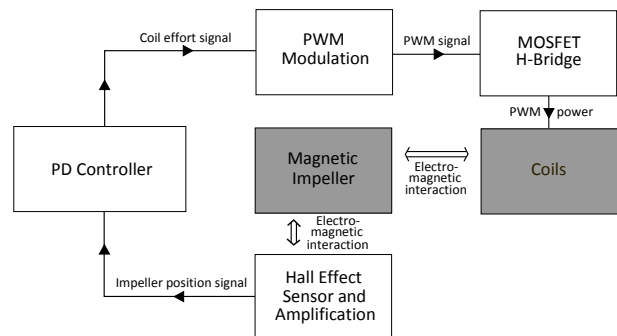 Coil effort signal
PWM
Modulation
PWM signal
MOSFET
H-Bridge
PWM power
PD Controller
Magnetic
Impeller
Electro-
magnetic
interaction
Coils
Electro-
magnetic
interaction
Impeller position signal
Hall Effect
Sensor and
Amplification